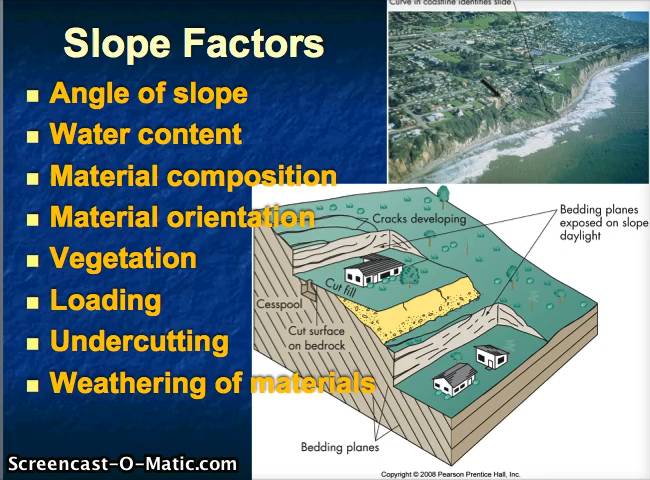 Curve in coastline identifies slide
Slope Factors
Angle of slope
Water content
Material composition
Material orientation
Vegetation
Loading
Undercutting
Weathering of materials
Cracks developing
Bedding planes
exposed on slope
daylight
Cut fill
Cesspool
Cut surface
on bedrock
Bedding planes
Screencast-O-Matic.com
Copyright © 2008 Pearson Prentice Hall, Inc.